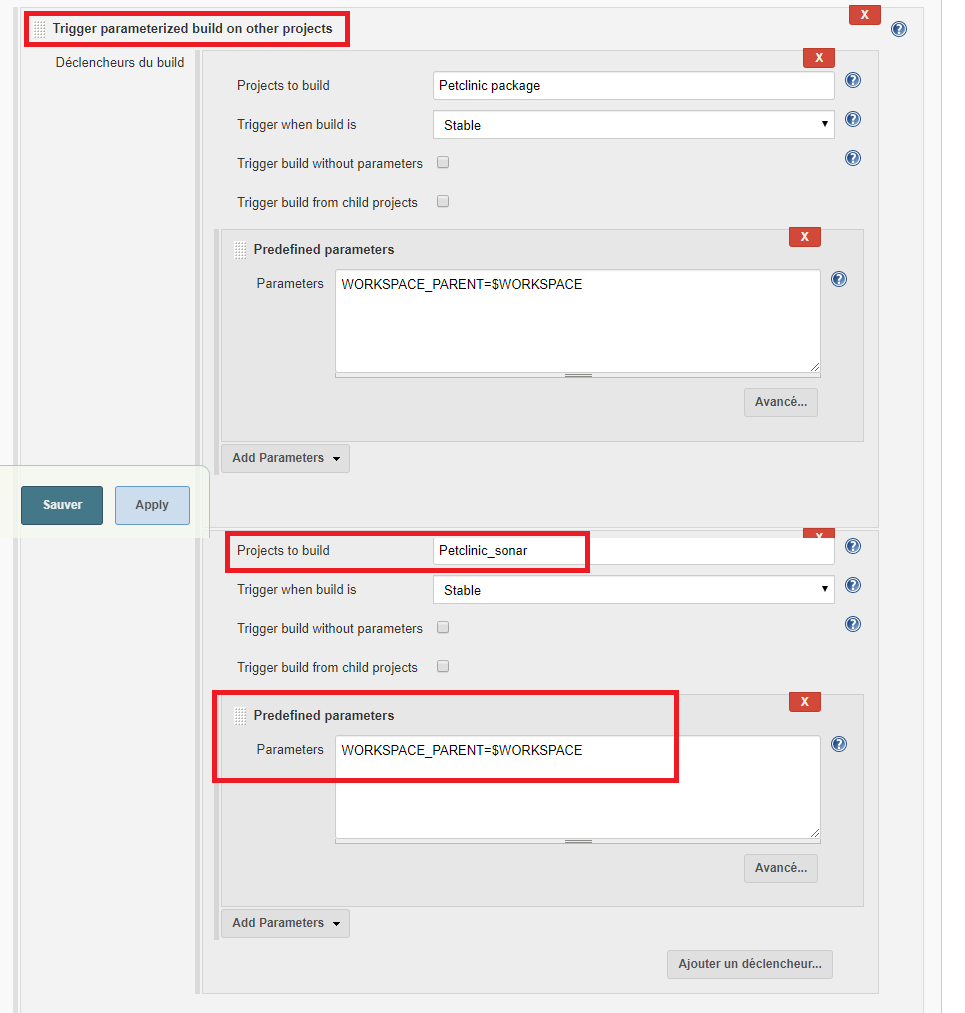 Trigger parameterized build on other projects
X
?
Déclencheurs du build
X
Projects to build
Petclinic package
?
Trigger when build is
Stable
?
Trigger build without parameters
?
Trigger build from child projects
Predefined parameters
X
Parameters
WORKSPACE_PARENT=$WORKSPACE
?
Avancé...
Add Parameters
Sauver
Apply
X
Projects to build
Petclinic_sonar
?
Trigger when build is
Stable
?
Trigger build without parameters
?
Trigger build from child projects
Predefined parameters
X
Parameters
WORKSPACE_PARENT=$WORKSPACE
?
Avancé...
Add Parameters
Ajouter un déclencheur...